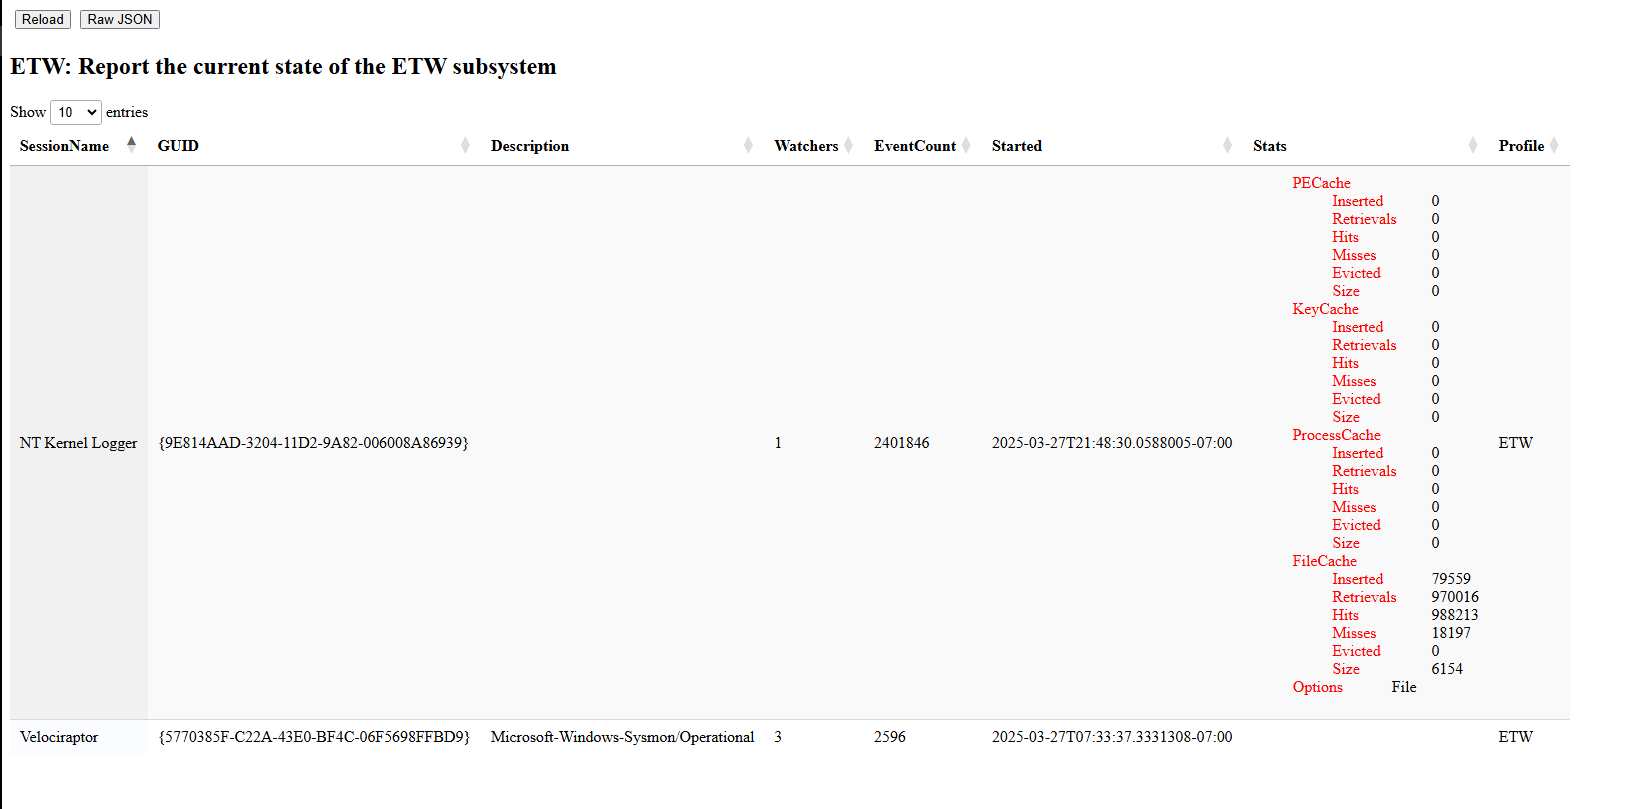 Reload Raw JSON
ETW: Report the current state of the ETW subsystem
Show 10 entries
SessionName GUID Description Watchers EventCount Started Stats Profile
PECache
Inserted 0
Retrievals 0
Hits 0
Misses 0
Evicted 0
Size 0
KeyCache
Inserted 0
Retrievals 0
Hits 0
Misses 0
Evicted 0
Size 0
ProcessCache
NT Kernel Logger {9E814AAD-3204-11D2-9A82-006008A86939} 1 2401846 2025-03-27T21:48:30.0588005-07:00 ETW
Inserted 0
Retrievals 0
Hits 0
Misses 0
Evicted 0
Size 0
FileCache
Inserted 79559
Retrievals 970016
Hits 988213
Misses 18197
Evicted 0
Size 6154
Options File
Velociraptor {5770385F-C22A-43E0-BF4C-06F5698FFBD9} Microsoft-Windows-Sysmon/Operational 3 2596 2025-03-27T07:33:37.3331308-07:00 ETW